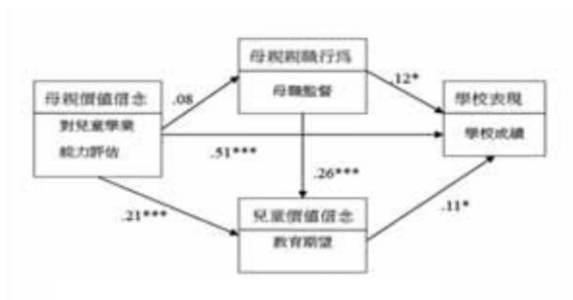 母親親職行為
母職監督
母親價值信念
對兒童學業
能力評估
.08
.12*
學校表現
學校成績
.51***
.26***
.21***
兒童價值信念
教育期望
.11*